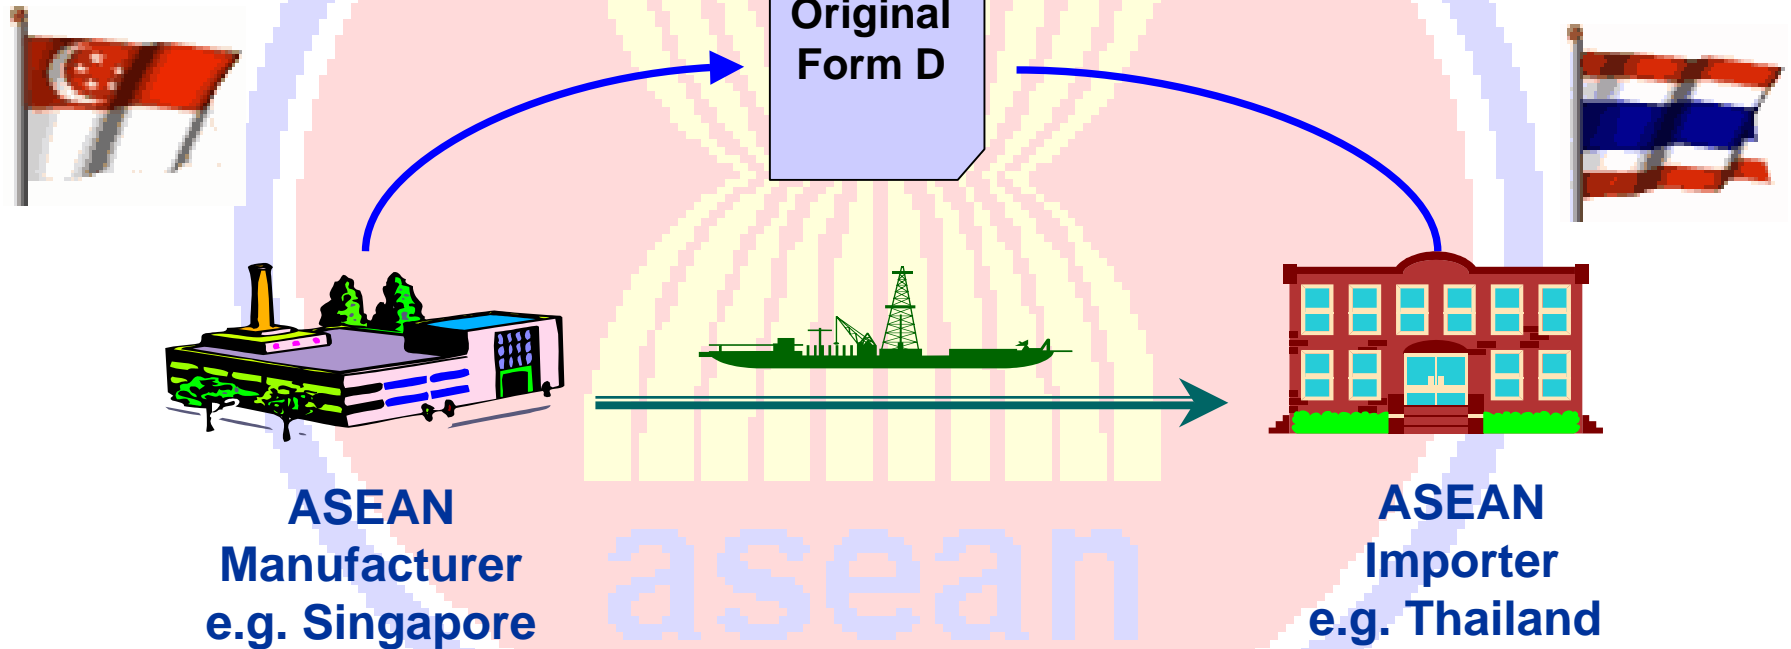 Original
Form D
ASEAN
Manufacturer
e.g. Singapore
ASEAN
Importer
e.g. Thailand
asean